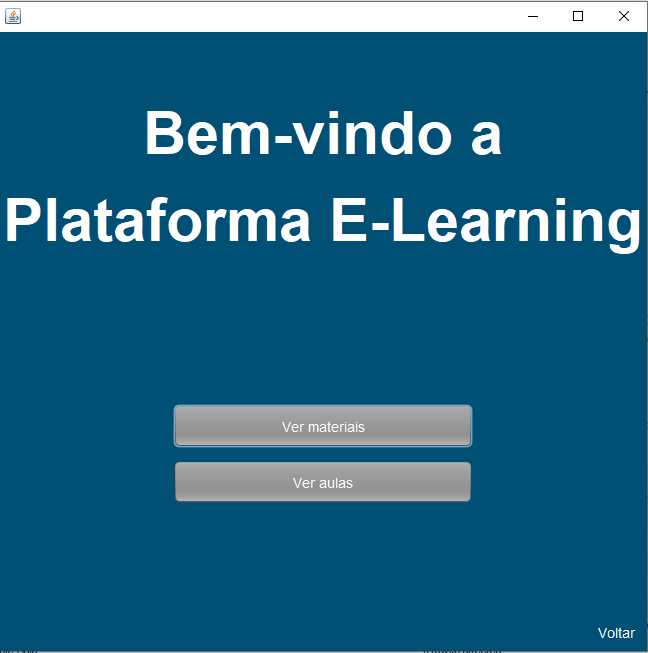 Bem-vindo a
Plataforma E-Learning
Ver materiais
Ver aulas
Voltar